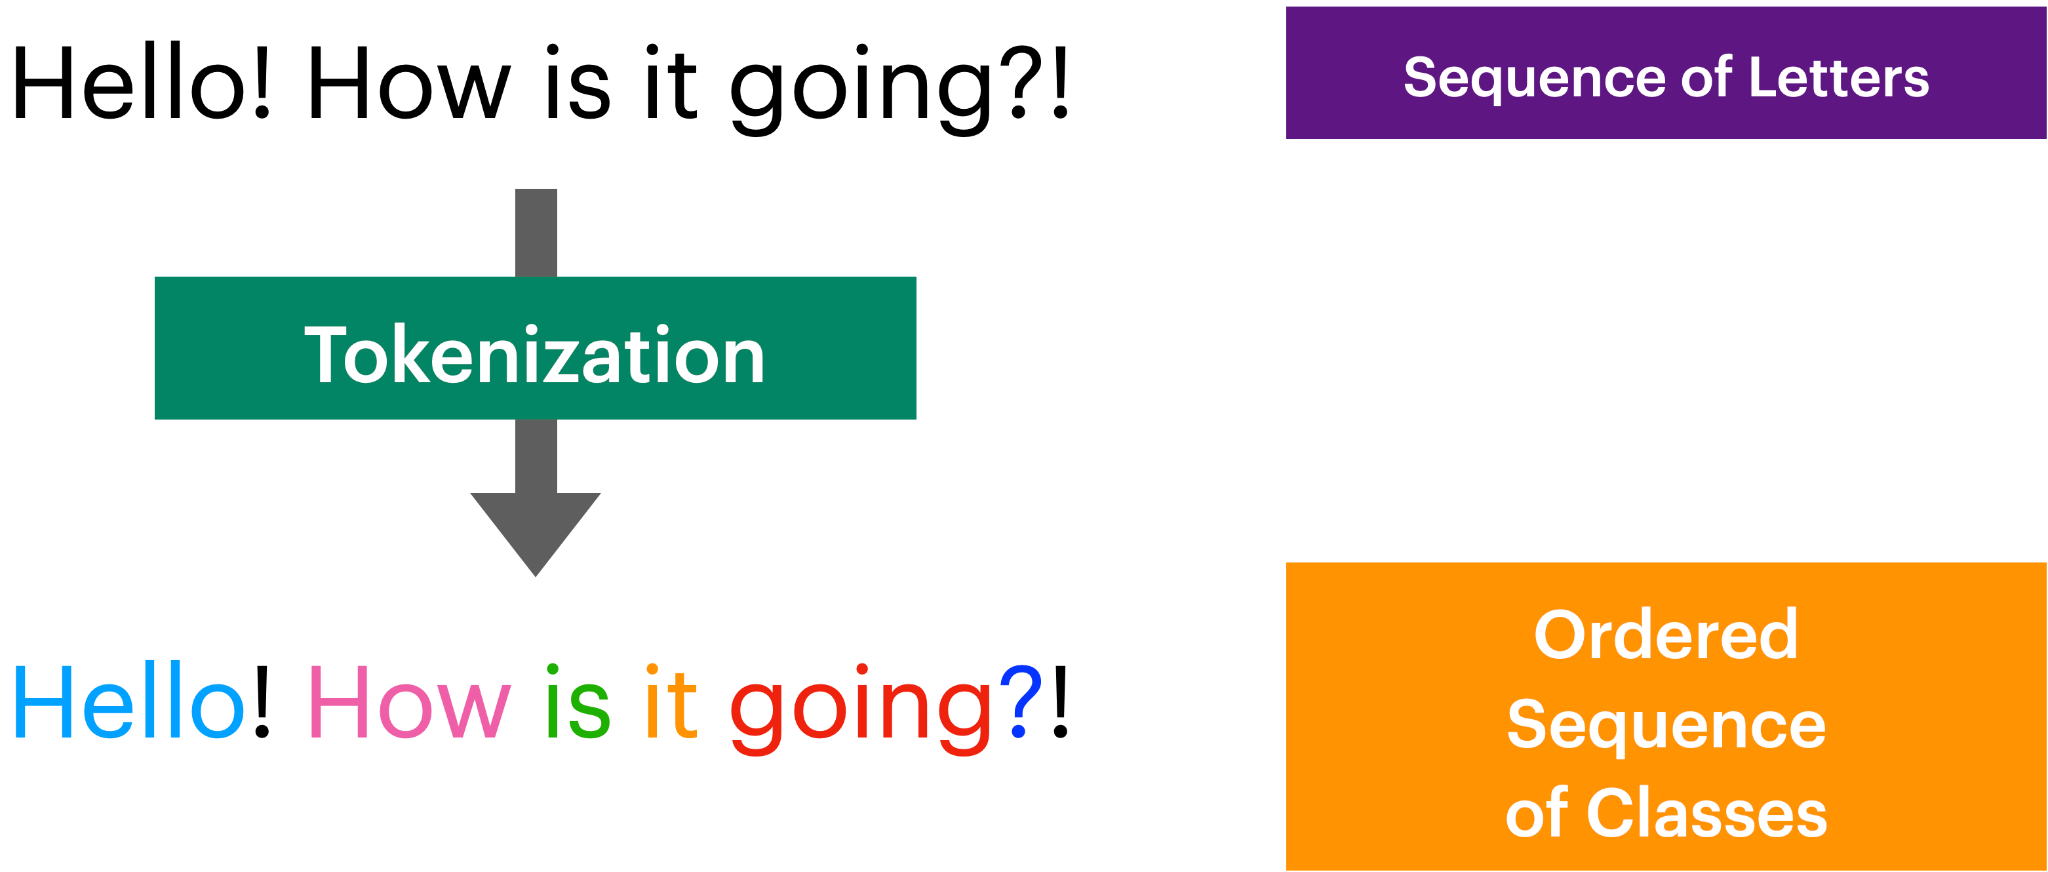 Hello! How is it going?!
Sequence of Letters
Tokenization
Hello! How is it going?!
Ordered
Sequence
of Classes